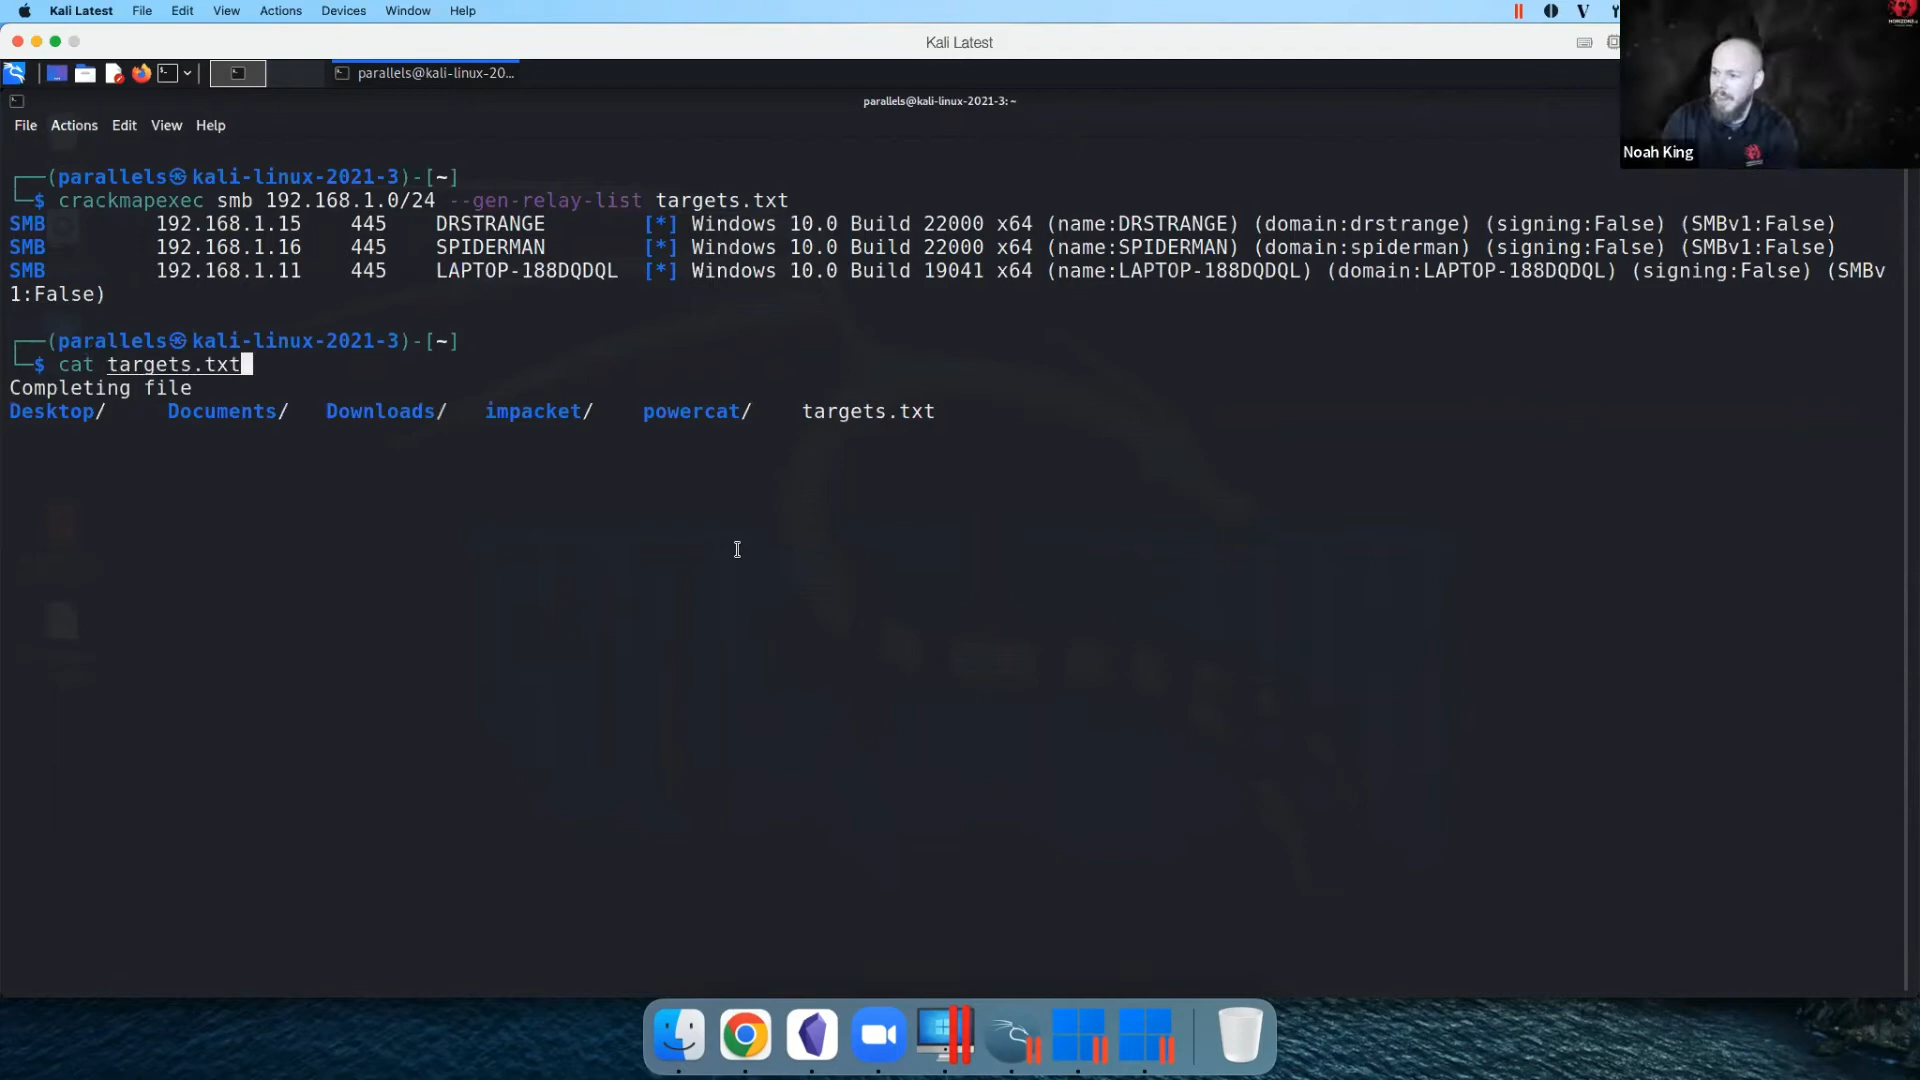 Kali Latest File Edit View Actions Devices Window Help
Kali Latest
parallels@kali-linux-20...
parallels@kali-linux-2021-3: ~
File Actions Edit View Help
Noah King
┌──(parallels㉿kali-linux-2021-3)-[~]
└─$ crackmapexec smb 192.168.1.0/24 --gen-relay-list targets.txt
SMB 192.168.1.15 445 DRSTRANGE [*] Windows 10.0 Build 22000 x64 (name:DRSTRANGE) (domain:drstrange) (signing:False) (SMBv1:False)
SMB 192.168.1.16 445 SPIDERMAN [*] Windows 10.0 Build 22000 x64 (name:SPIDERMAN) (domain:spiderman) (signing:False) (SMBv1:False)
SMB 192.168.1.11 445 LAPTOP-188DQDQL [*] Windows 10.0 Build 19041 x64 (name:LAPTOP-188DQDQL) (domain:LAPTOP-188DQDQL) (signing:False) (SMBv
1:False)
┌──(parallels㉿kali-linux-2021-3)-[~]
└─$ cat targets.txt
Completing file
Desktop/ Documents/ Downloads/ impacket/ powercat/ targets.txt